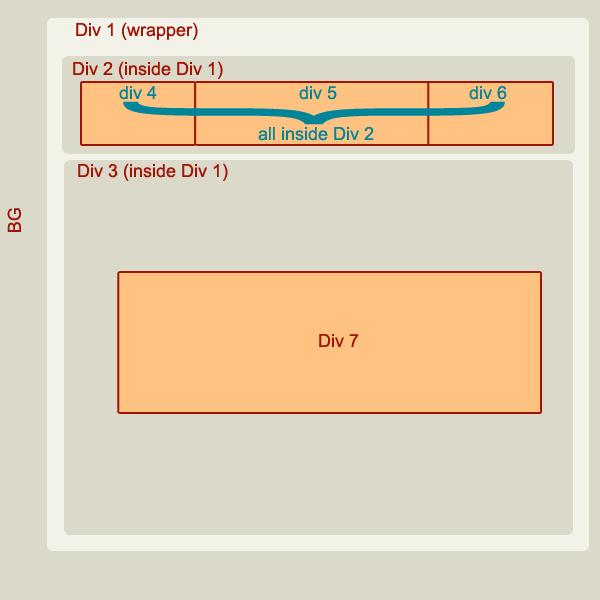 Div 1 (wrapper)
Div 2 (inside Div 1)
div 4
div 5
div 6
all inside Div 2
Div 3 (inside Div 1)
BG
Div 7